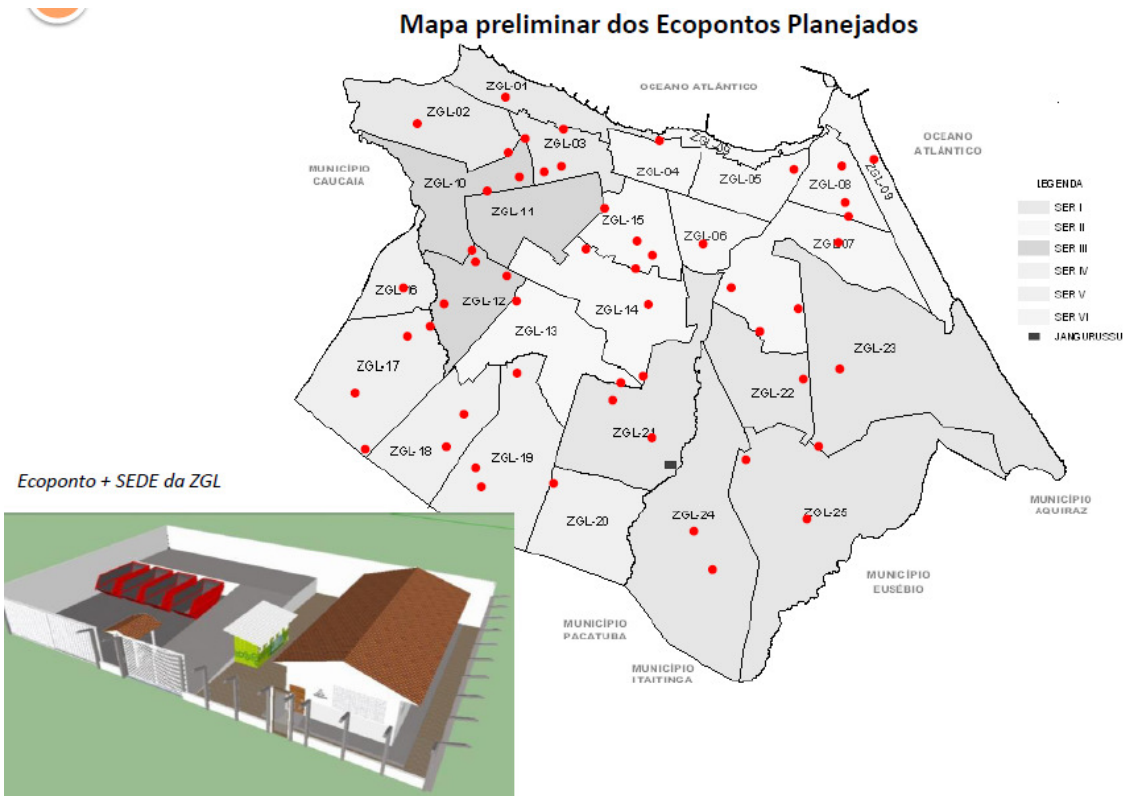 Mapa preliminar dos Ecopontos Planejados
ZGL-01
OCEANO ATLÂNTICO
ZGL-02
OCEANO
ATLÂNTICO
ZGL-03
MUNICÍPIO
CAUCAIA
ZGL-04
ZGL-05
ZGL-08
ZGL-09
ZGL-10
LEGENDA
SER I
SER II
SER III
SER IV
SER V
SER VI
JANGURUSSU
ZGL-11
ZGL-15
ZGL-06
ZGL-07
ZGL-16
ZGL-12
ZGL-14
ZGL-13
ZGL-23
ZGL-17
ZGL-22
ZGL-21
ZGL-18
ZGL-19
Ecoponto + SEDE da ZGL
MUNICÍPIO
AQUIRAZ
ZGL-20
ZGL-24
ZGL-25
MUNICÍPIO
EUSÉBIO
MUNICÍPIO
PACATUBA
MUNICÍPIO
ITAITINGA